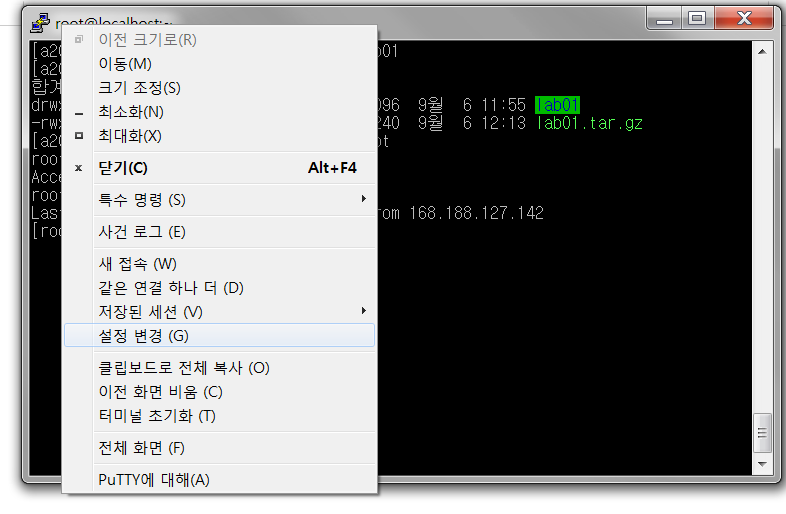 root@localhost:~
이전 크기로(R)
이동(M)
크기 조정(S)
최소화(N)
최대화(X)
닫기(C) Alt+F4
특수 명령 (S)
사건 로그 (E)
새 접속 (W)
같은 연결 하나 더 (D)
저장된 세션 (V)
설정 변경 (G)
클립보드로 전체 복사 (O)
이전 화면 비움 (C)
터미널 초기화 (T)
전체 화면 (F)
PuTTY에 대해(A)
[a20 b01
[a20
합계
drwx 096 9월 6 11:55 lab01
-rwx 240 9월 6 12:13 lab01.tar.gz
[a20 ot
root
Acce
root
Last rom 168.188.127.142
[roo